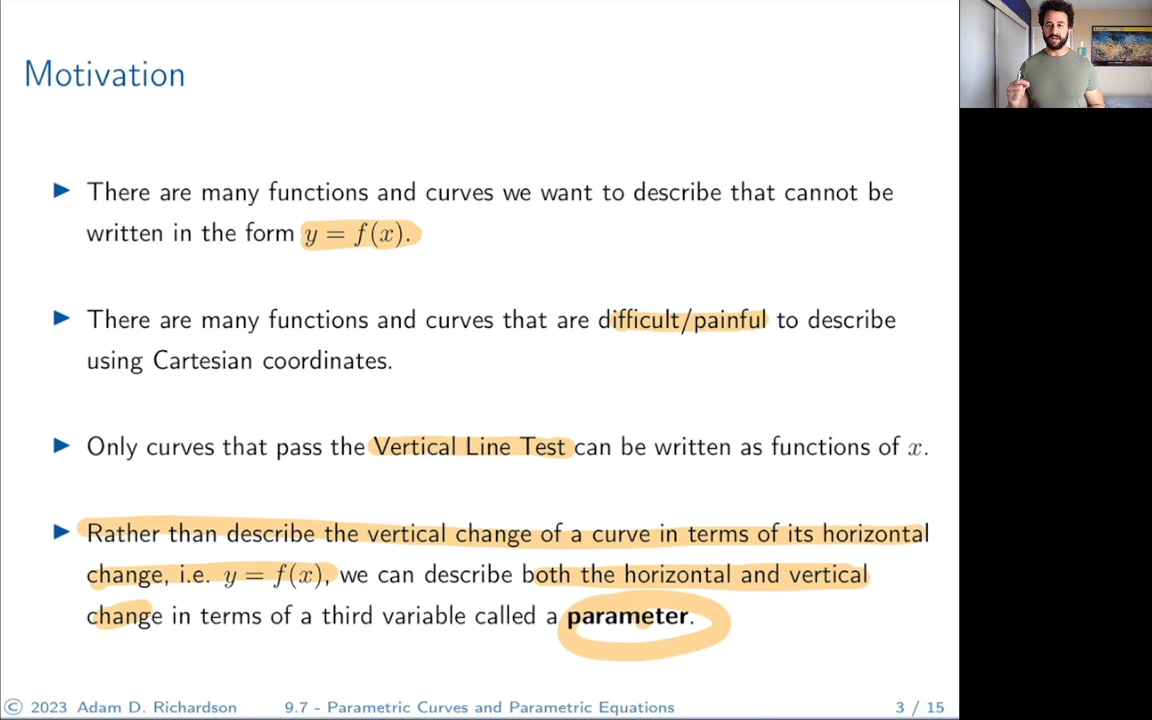 Motivation
▶ There are many functions and curves we want to describe that cannot be
written in the form y = f(x).
▶ There are many functions and curves that are difficult/painful to describe
using Cartesian coordinates.
▶ Only curves that pass the Vertical Line Test can be written as functions of x.
▶ Rather than describe the vertical change of a curve in terms of its horizontal
change, i.e. y = f(x), we can describe both the horizontal and vertical
change in terms of a third variable called a parameter.
© 2023 Adam D. Richardson 9.7 - Parametric Curves and Parametric Equations 3 / 15